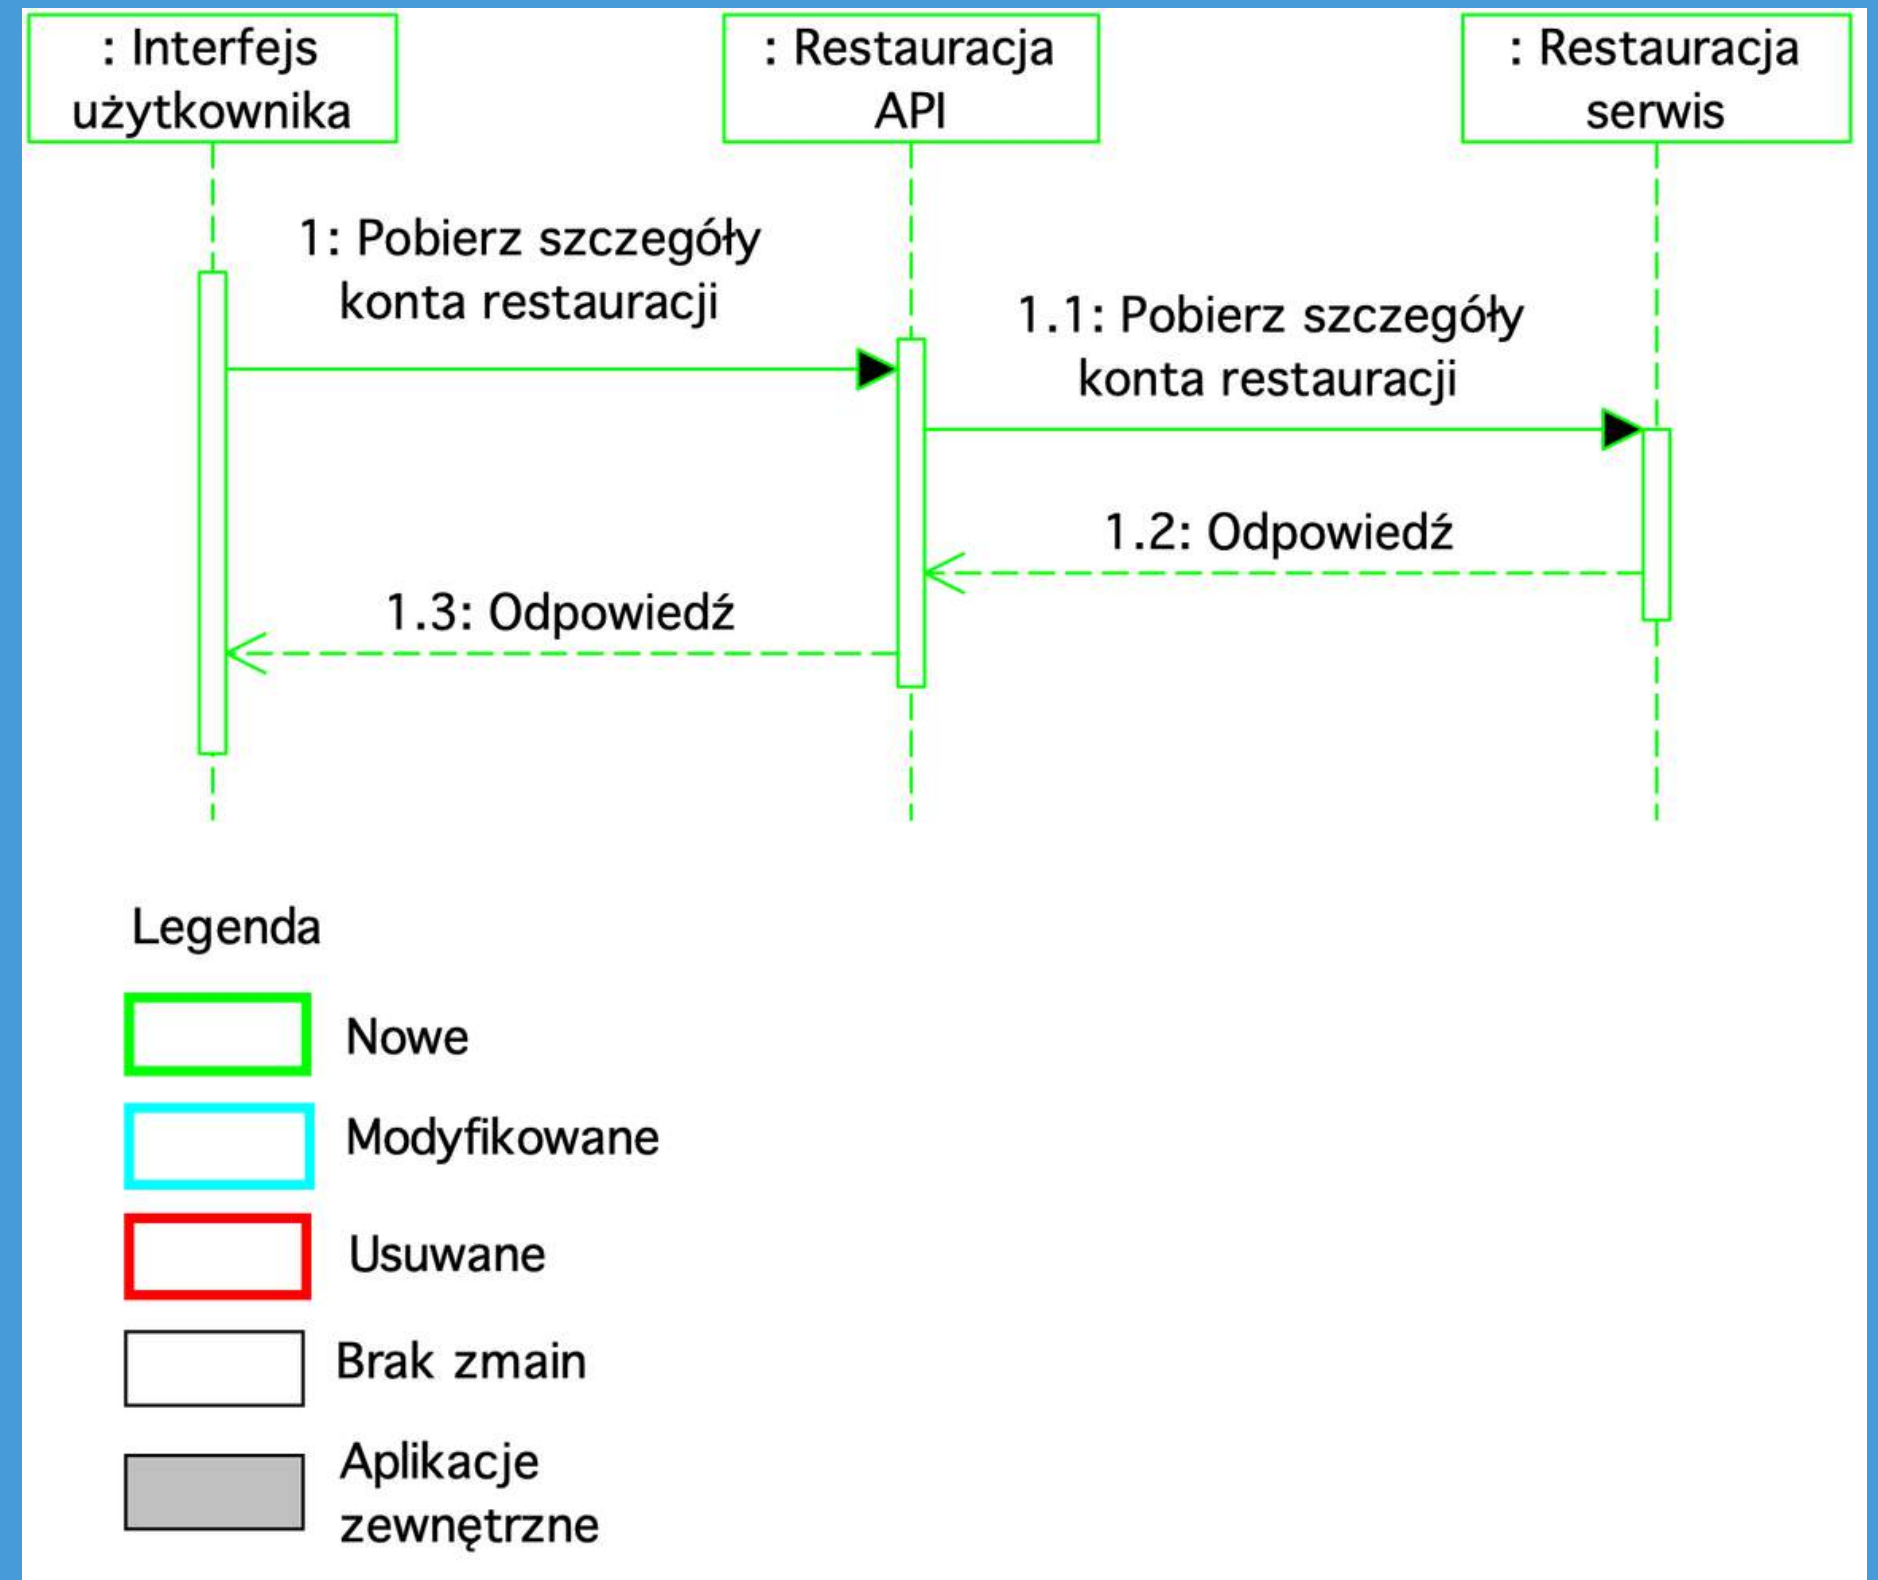 : Interfejs
użytkownika
: Restauracja
API
: Restauracja
serwis
1: Pobierz szczegóły
konta restauracji
1.1: Pobierz szczegóły
konta restauracji
1.2: Odpowiedź
1.3: Odpowiedź
Legenda
Nowe
Modyfikowane
Usuwane
Brak zmain
Aplikacje
zewnętrzne